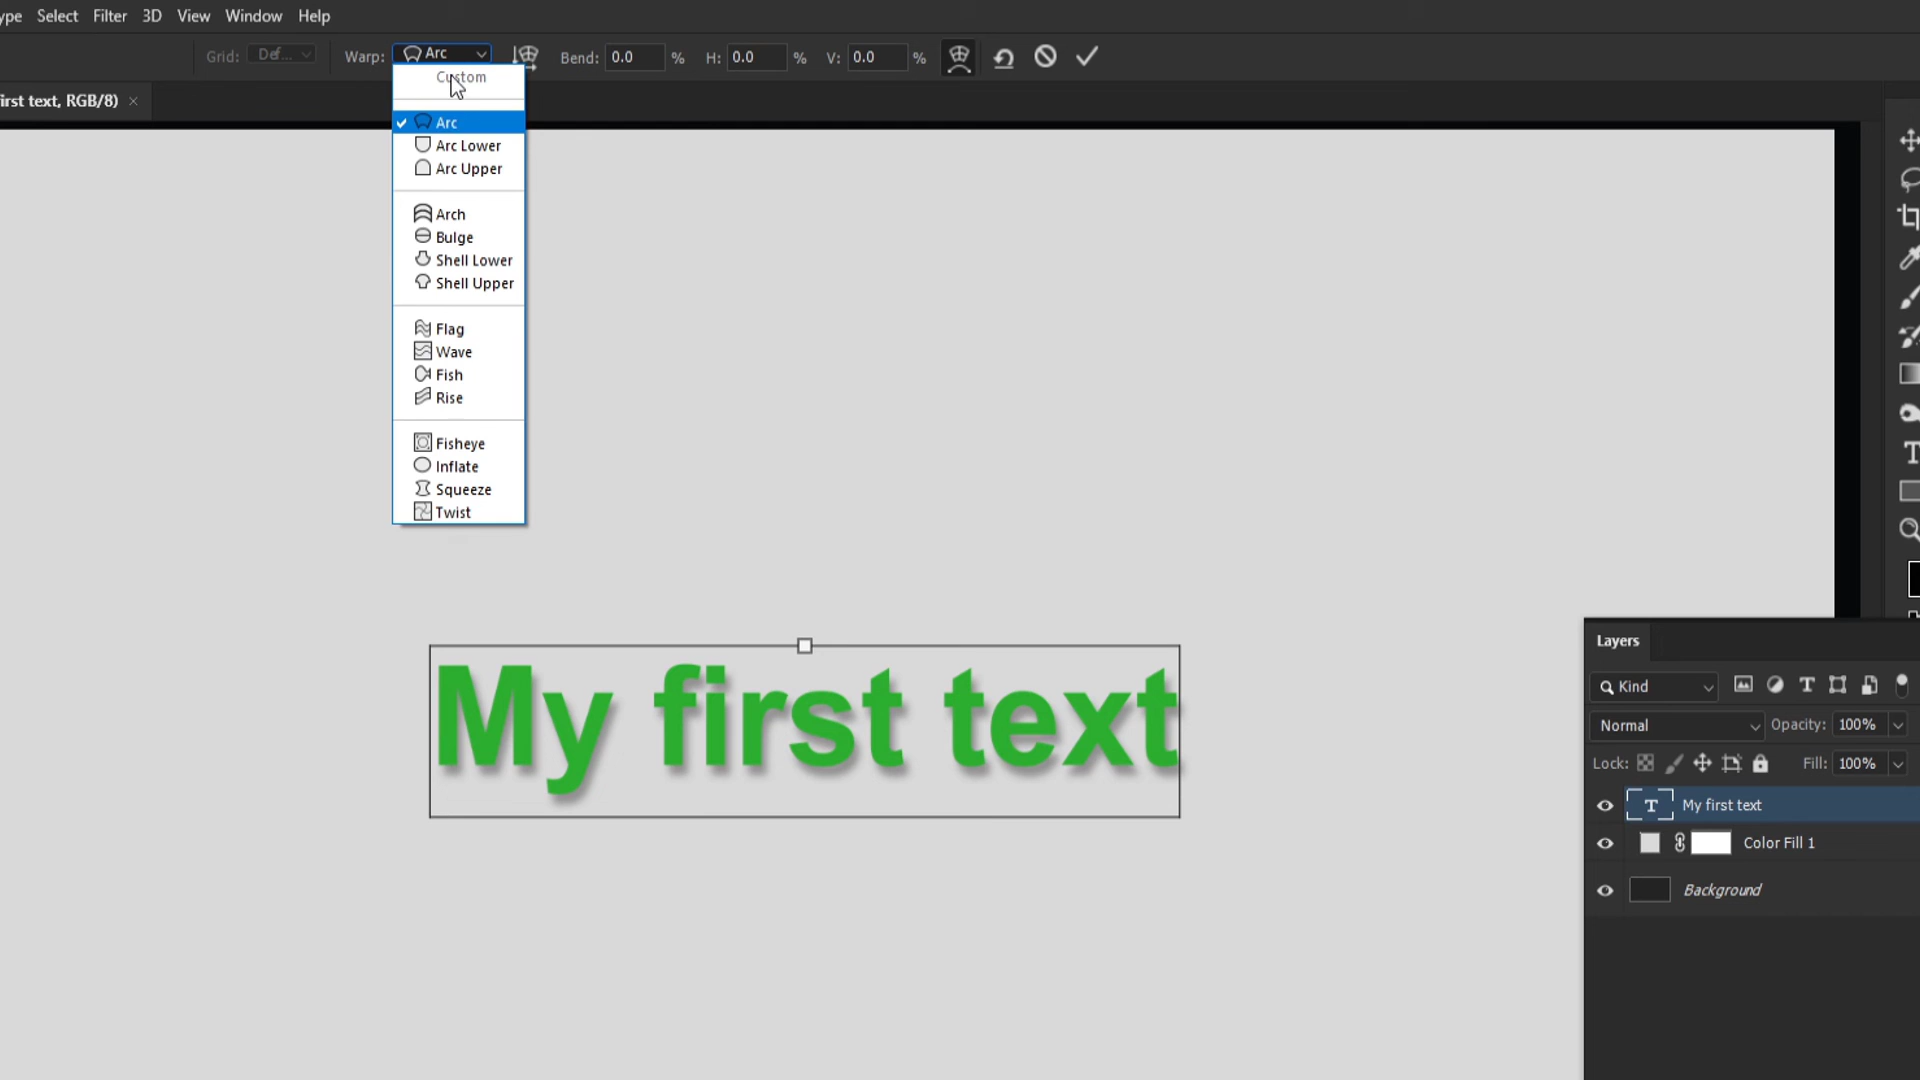 ype Select Filter 3D View Window Help
Grid: Def... Warp: Arc Bend: 0.0 % H: 0.0 % V: 0.0 %
irst text, RGB/8) ×
Custom
Arc
Arc Lower
Arc Upper
Arch
Bulge
Shell Lower
Shell Upper
Flag
Wave
Fish
Rise
Fisheye
Inflate
Squeeze
Twist
My first text
Layers
Kind
Normal Opacity: 100%
Lock: Fill: 100%
T My first text
Color Fill 1
Background